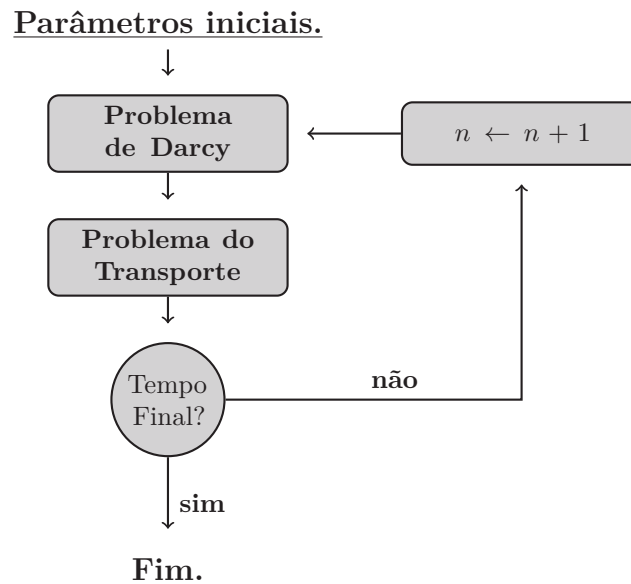 Parâmetros iniciais.
Problema
de Darcy
n ← n + 1
Problema do
Transporte
Tempo
Final?
não
sim
Fim.